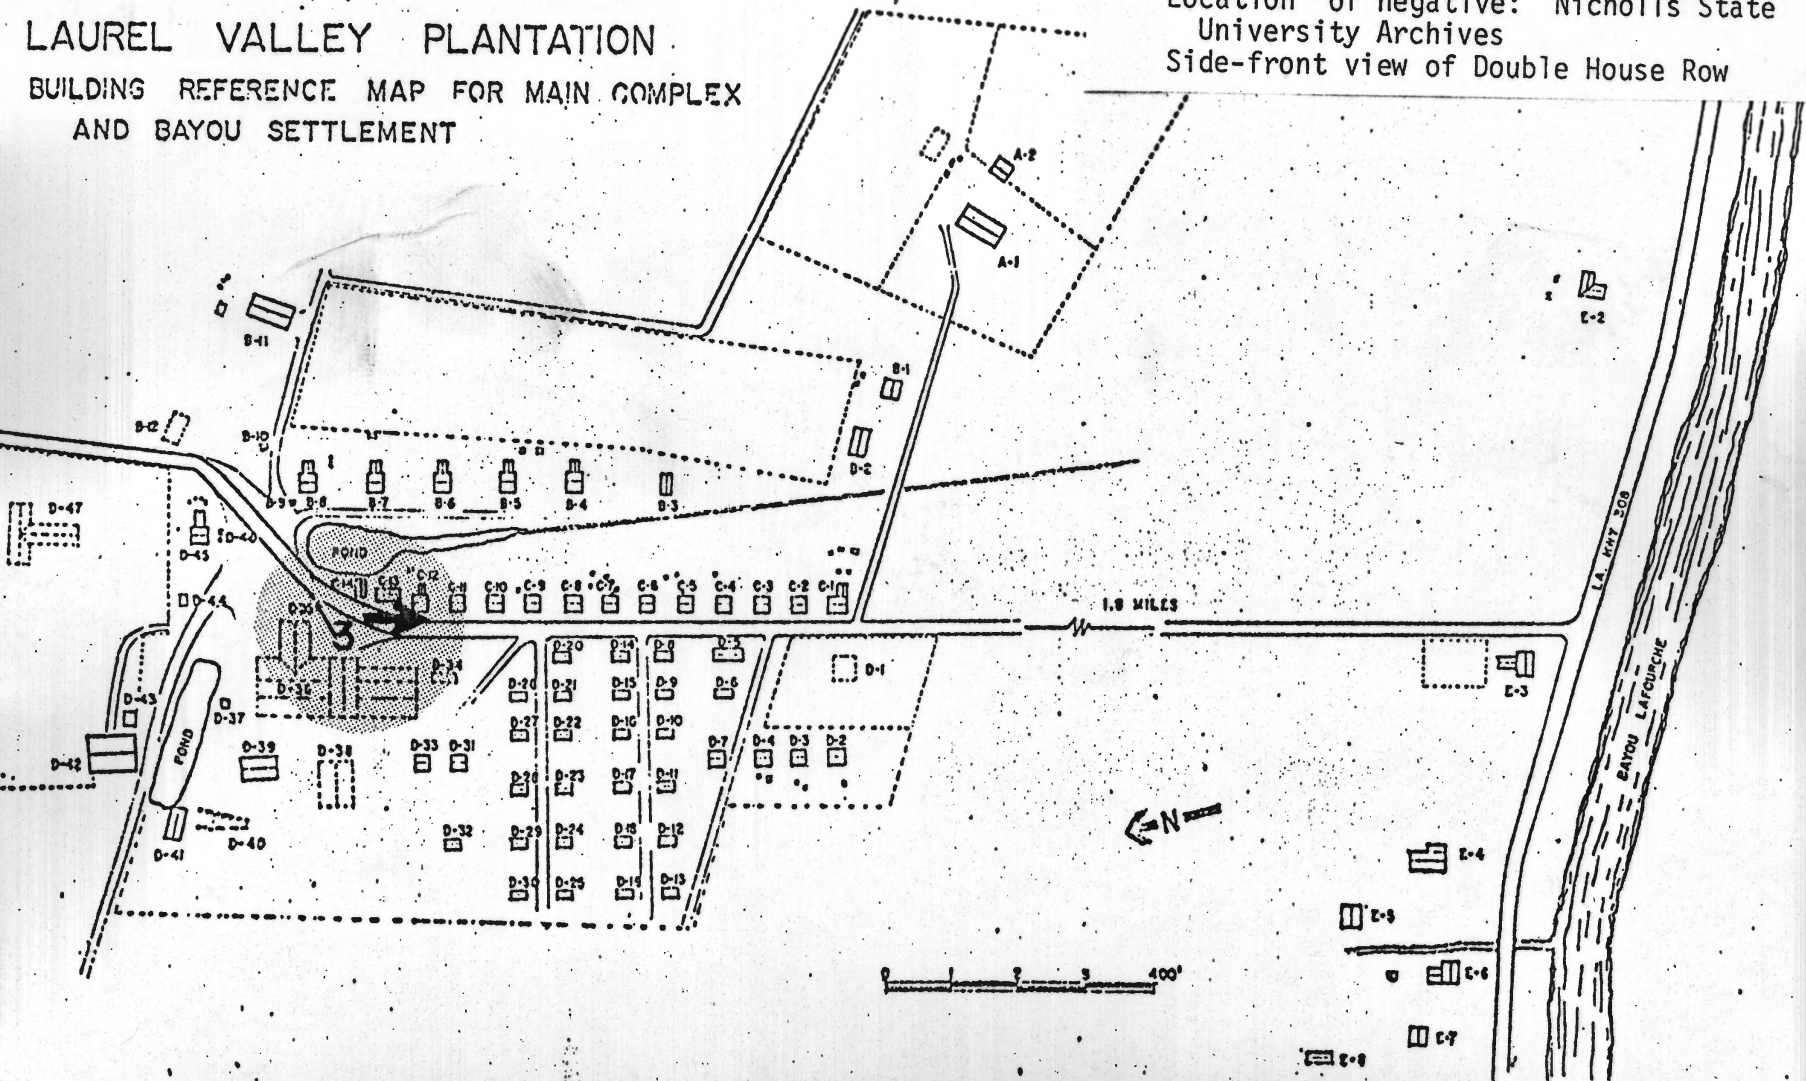 Location of negative: Nicholls State
University Archives
Side-front view of Double House Row
LAUREL VALLEY PLANTATION
BUILDING REFERENCE MAP FOR MAIN COMPLEX
AND BAYOU SETTLEMENT
A-2
A-1
E-2
B-11
B-1
B-12
B-10
B-9 B-8 B-7 B-6 B-5 B-4 B-3
D-47
D-45
POND
C-14 C-13 C-12 C-11 C-10 C-9 C-8 C-7 C-6 C-5 C-4 C-3 C-2 C-1
LA. HWY 308
1.9 MILES
D-44
3
D-20 D-14 D-8 D-5
D-1
D-34
D-36
D-21 D-15 D-9 D-6
E-3
D-43
D-37
D-27 D-22 D-16 D-10
BAYOU LAFOURCHE
POND
D-42
D-39 D-38 D-33 D-31
D-7 D-4 D-3 D-2
D-23 D-17 D-11
N
D-41
D-40
D-32 D-29 D-24 D-18 D-12
E-4
D-30 D-25 D-19 D-13
E-5
0 1 2 3 400'
E-6
E-7
E-8